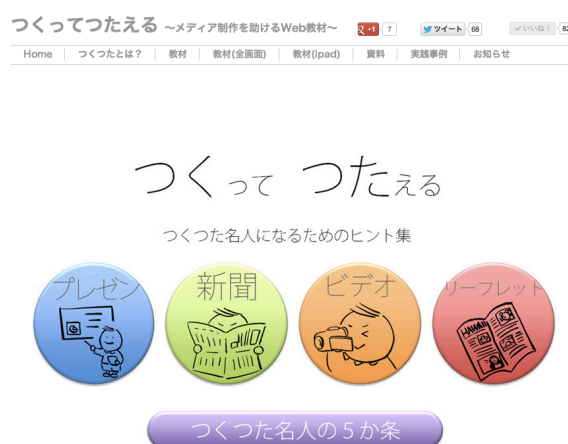 つくってつたえる ～メディア制作を助けるWeb教材～ +1 7 ツイート 68 いいね！ 82
Home つくつたとは？ 教材 教材(全画面) 教材(ipad) 資料 実践事例 お知らせ
つくって つたえる
つくつた名人になるためのヒント集
プレゼン 新聞 ビデオ リーフレット
HAWAII
つくつた名人の５か条